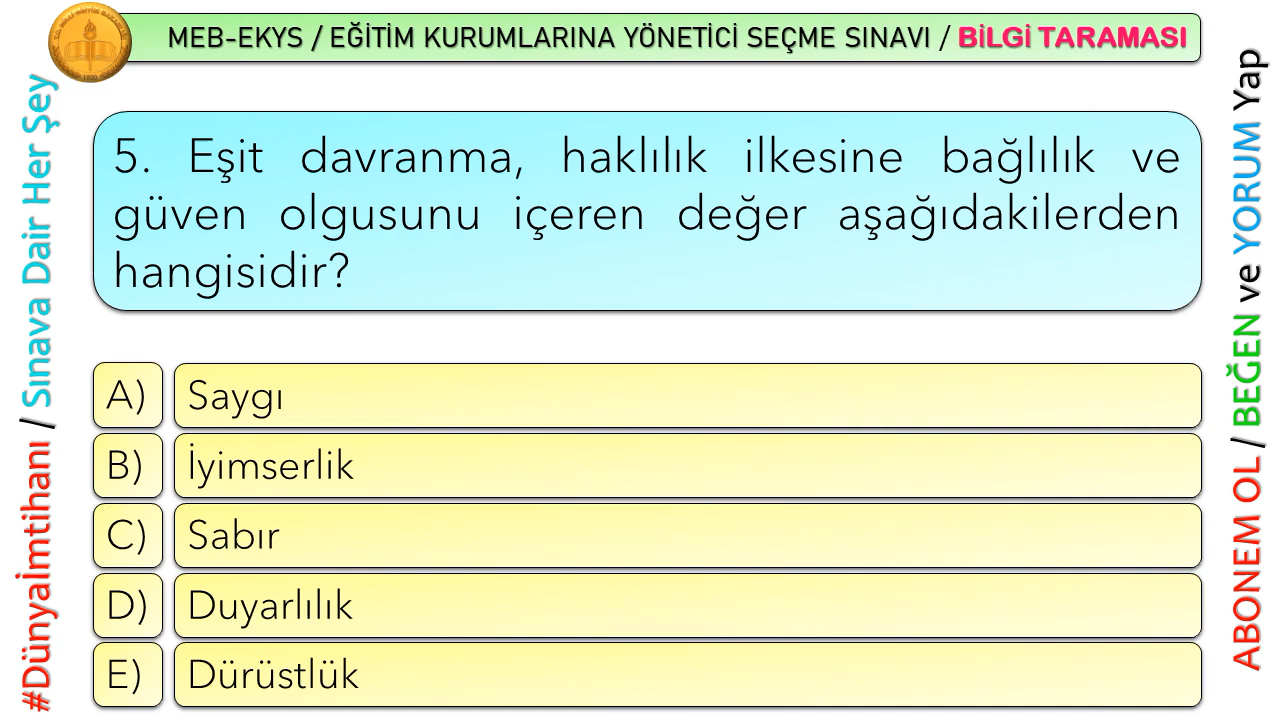 MEB-EKYS / EĞİTİM KURUMLARINA YÖNETİCİ SEÇME SINAVI / BİLGİ TARAMASI
5. Eşit davranma, haklılık ilkesine bağlılık ve
güven olgusunu içeren değer aşağıdakilerden
hangisidir?
A) Saygı
B) İyimserlik
C) Sabır
D) Duyarlılık
E) Dürüstlük
#Dünyaİmtihanı / Sınava Dair Her Şey
ABONEM OL / BEĞEN ve YORUM Yap